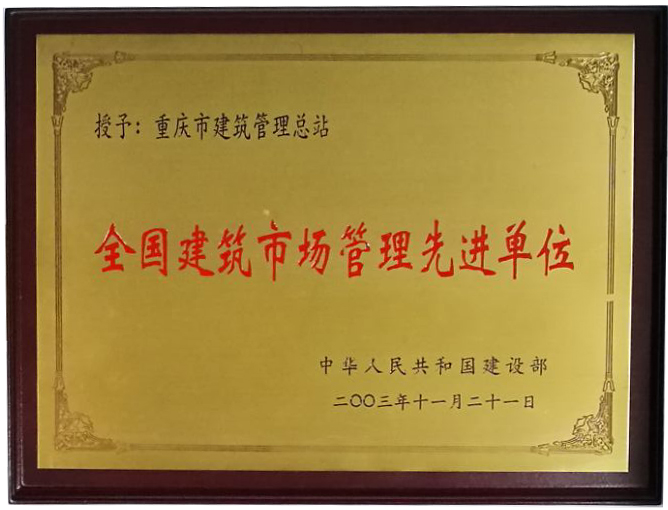 授予：重庆市建筑管理总站
全国建筑市场管理先进单位
中华人民共和国建设部
二〇〇三年十一月二十一日